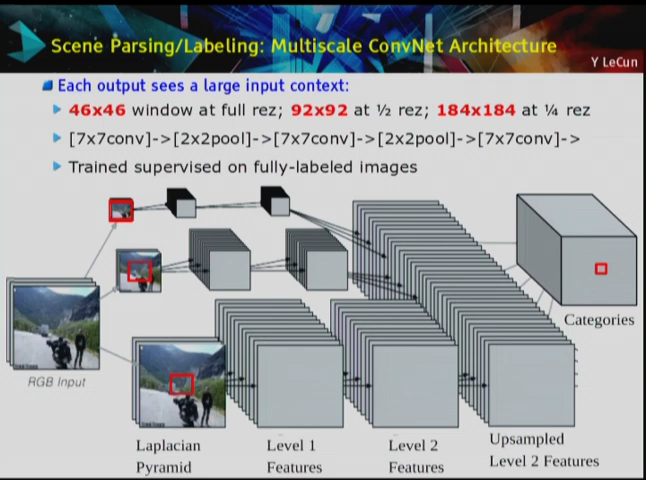 Scene Parsing/Labeling: Multiscale ConvNet Architecture
Y LeCun
Each output sees a large input context:
46x46 window at full rez; 92x92 at ½ rez; 184x184 at ¼ rez
[7x7conv]->[2x2pool]->[7x7conv]->[2x2pool]->[7x7conv]->
Trained supervised on fully-labeled images
Categories
RGB Input
Laplacian
Pyramid
Level 1
Features
Level 2
Features
Upsampled
Level 2 Features